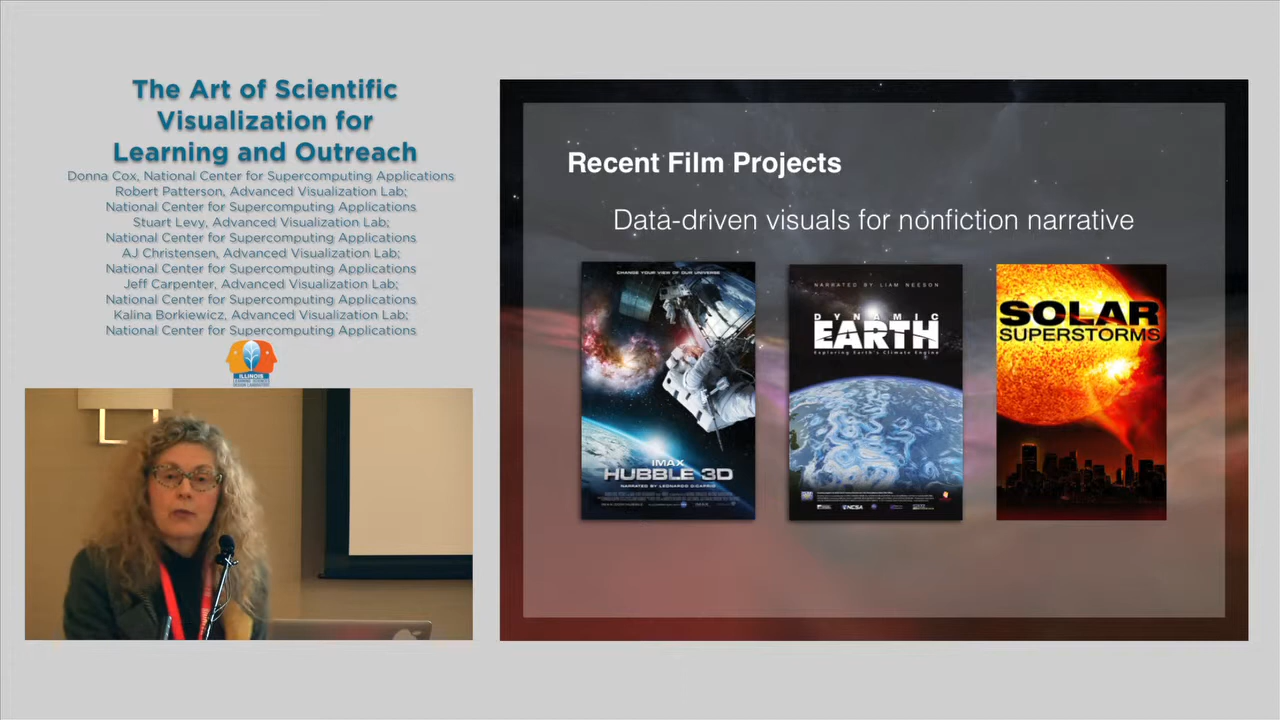 The Art of Scientific
Visualization for
Learning and Outreach
Donna Cox, National Center for Supercomputing Applications
Robert Patterson, Advanced Visualization Lab;
National Center for Supercomputing Applications
Stuart Levy, Advanced Visualization Lab;
National Center for Supercomputing Applications
AJ Christensen, Advanced Visualization Lab;
National Center for Supercomputing Applications
Jeff Carpenter, Advanced Visualization Lab;
National Center for Supercomputing Applications
Kalina Borkiewicz, Advanced Visualization Lab;
National Center for Supercomputing Applications
ILLINOIS
LEARNING SCIENCES
DESIGN LABORATORY
Recent Film Projects
Data-driven visuals for nonfiction narrative
CHANGE YOUR VIEW OF OUR UNIVERSE
IMAX
HUBBLE 3D
NARRATED BY LEONARDO DICAPRIO
NARRATED BY LIAM NEESON
DYNAMIC
EARTH
Exploring Earth's Climate Engine
NCSA
SOLAR
SUPERSTORMS